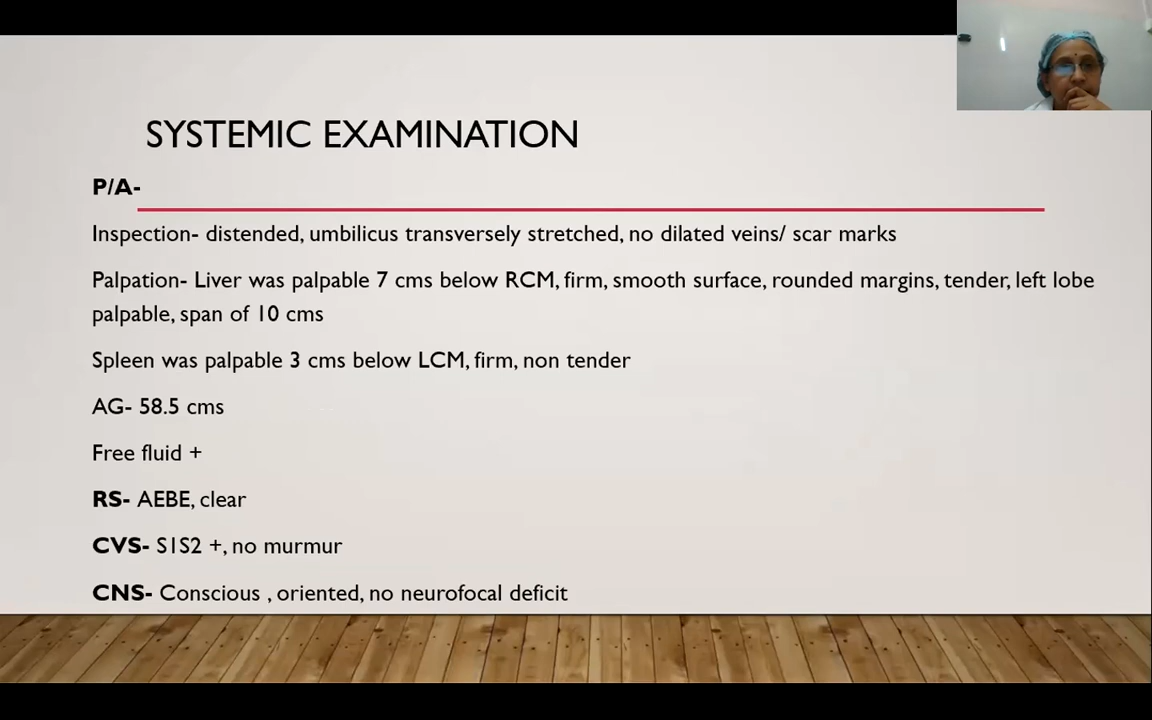 SYSTEMIC EXAMINATION
P/A-
Inspection- distended, umbilicus transversely stretched, no dilated veins/ scar marks
Palpation- Liver was palpable 7 cms below RCM, firm, smooth surface, rounded margins, tender, left lobe
palpable, span of 10 cms
Spleen was palpable 3 cms below LCM, firm, non tender
AG- 58.5 cms
Free fluid +
RS- AEBE, clear
CVS- S1S2 +, no murmur
CNS- Conscious , oriented, no neurofocal deficit